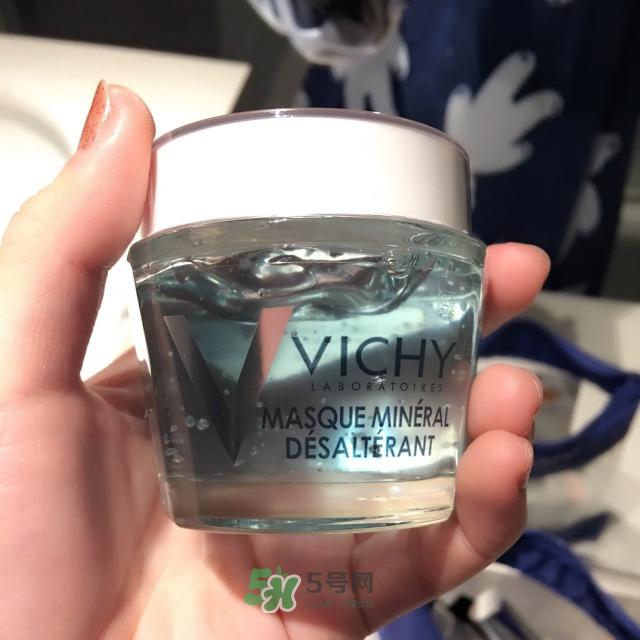 VICHY
LABORATOIRES
MASQUE MINÉRAL
DÉSALTÉRANT
5号网